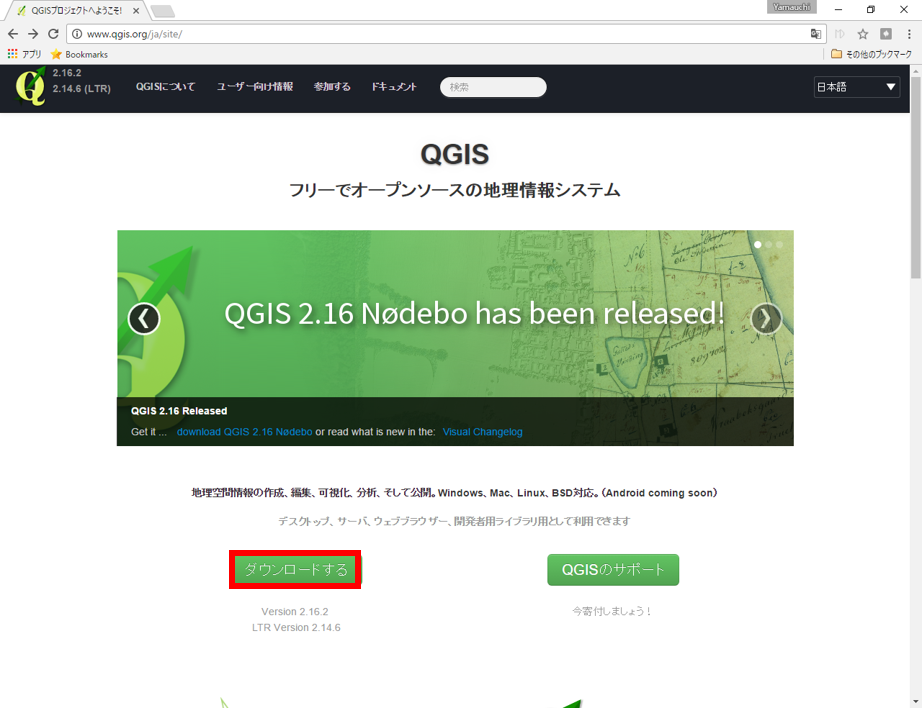 QGISプロジェクトへようこそ!
Yamauchi
www.qgis.org/ja/site/
アプリ
Bookmarks
その他のブックマーク
2.16.2
2.14.6 (LTR)
QGISについて
ユーザー向け情報
参加する
ドキュメント
検索
日本語
QGIS
フリーでオープンソースの地理情報システム
QGIS 2.16 Nødebo has been released!
QGIS 2.16 Released
Get it ... download QGIS 2.16 Nødebo or read what is new in the: Visual Changelog
地理空間情報の作成、編集、可視化、分析、そして公開。Windows、Mac、Linux、BSD対応。(Android coming soon)
デスクトップ、サーバ、ウェブブラウザー、開発者用ライブラリ用として利用できます
ダウンロードする
QGISのサポート
Version 2.16.2
今寄付しましょう!
LTR Version 2.14.6